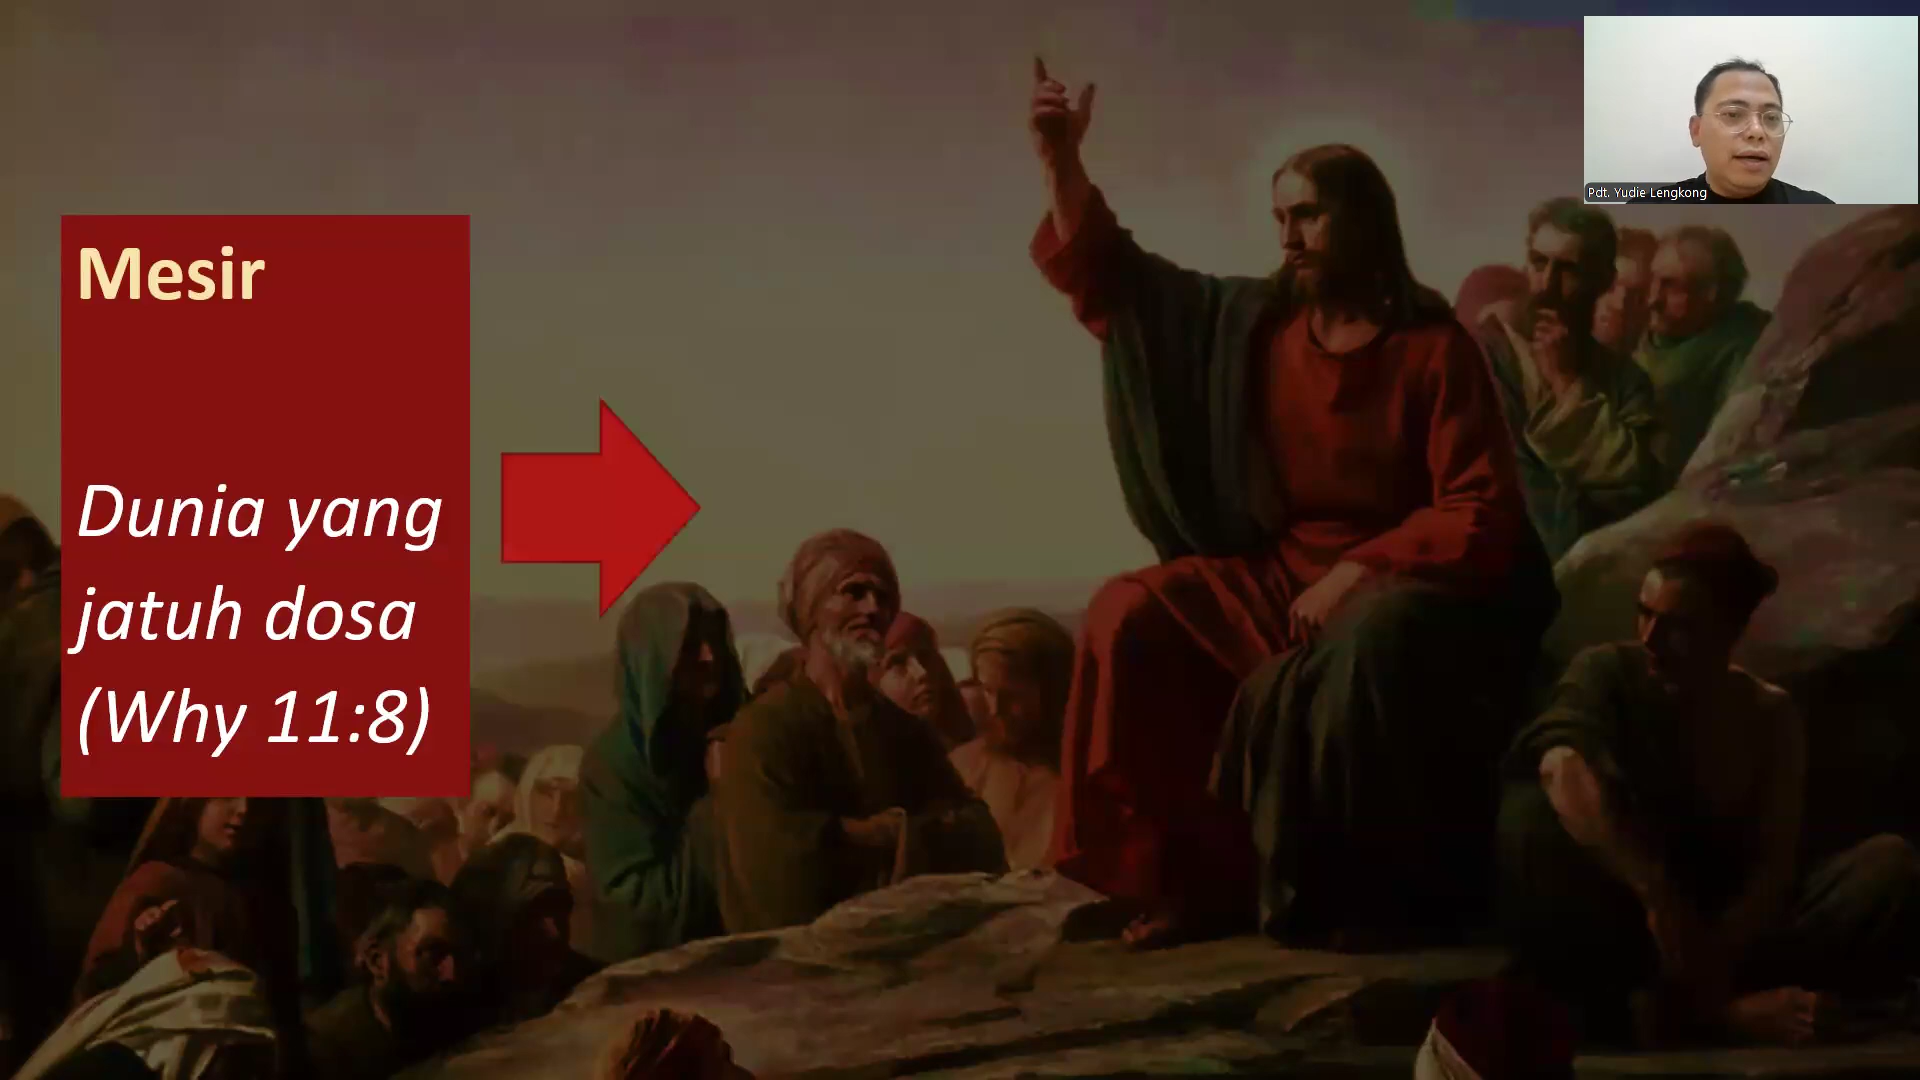 Mesir
Dunia yang
jatuh dosa
(Why 11:8)
Pdt. Yudie Lengkong